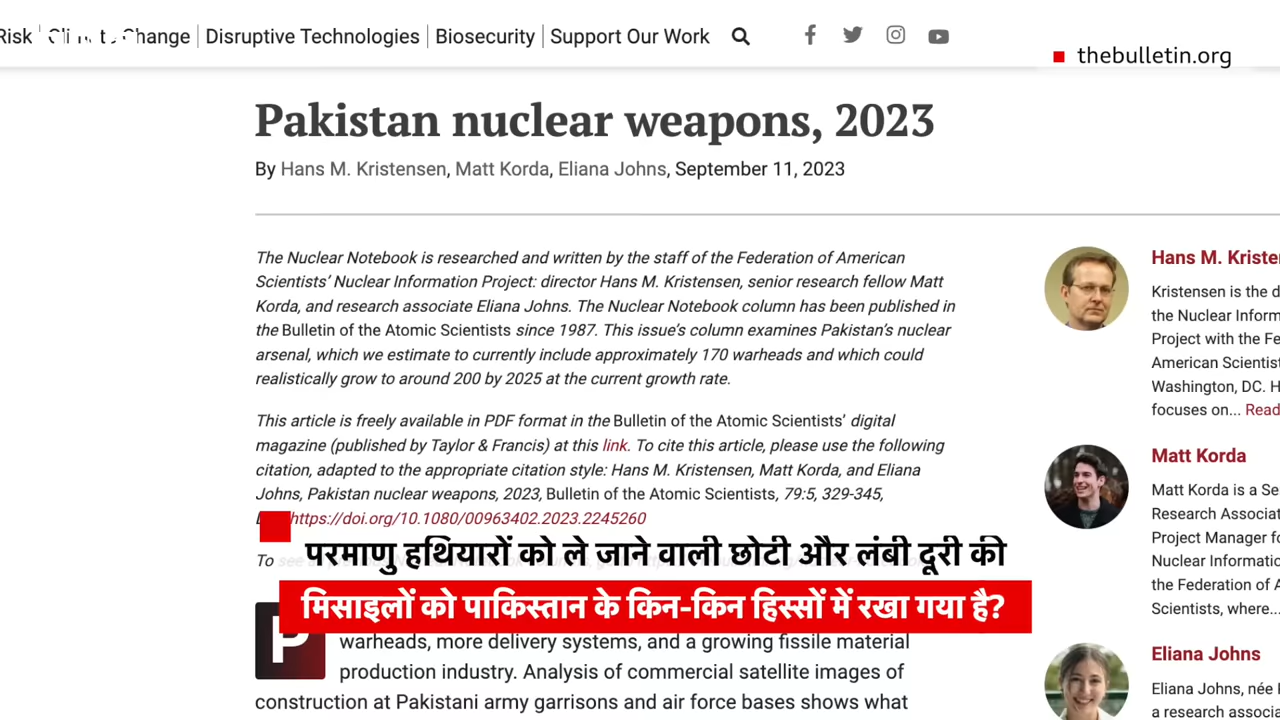 Risk Climate Change Disruptive Technologies Biosecurity Support Our Work
thebulletin.org
Pakistan nuclear weapons, 2023
By Hans M. Kristensen, Matt Korda, Eliana Johns, September 11, 2023
The Nuclear Notebook is researched and written by the staff of the Federation of American
Scientists’ Nuclear Information Project: director Hans M. Kristensen, senior research fellow Matt
Korda, and research associate Eliana Johns. The Nuclear Notebook column has been published in
the Bulletin of the Atomic Scientists since 1987. This issue’s column examines Pakistan’s nuclear
arsenal, which we estimate to currently include approximately 170 warheads and which could
realistically grow to around 200 by 2025 at the current growth rate.
This article is freely available in PDF format in the Bulletin of the Atomic Scientists’ digital
magazine (published by Taylor & Francis) at this link. To cite this article, please use the following
citation, adapted to the appropriate citation style: Hans M. Kristensen, Matt Korda, and Eliana
Johns, Pakistan nuclear weapons, 2023, Bulletin of the Atomic Scientists, 79:5, 329-345,
https://doi.org/10.1080/00963402.2023.2245260
To
परमाणु हथियारों को ले जाने वाली छोटी और लंबी दूरी की
मिसाइलों को पाकिस्तान के किन-किन हिस्सों में रखा गया है?
P
warheads, more delivery systems, and a growing fissile material
production industry. Analysis of commercial satellite images of
construction at Pakistani army garrisons and air force bases shows what
Hans M. Kriste
Kristensen is the d
the Nuclear Inform
Project with the Fe
American Scientist
Washington, DC. H
focuses on... Read
Matt Korda
Matt Korda is a Se
Research Associat
Project Manager fo
Nuclear Informatio
the Federation of A
Scientists, where...
Eliana Johns
Eliana Johns, née
a research associa